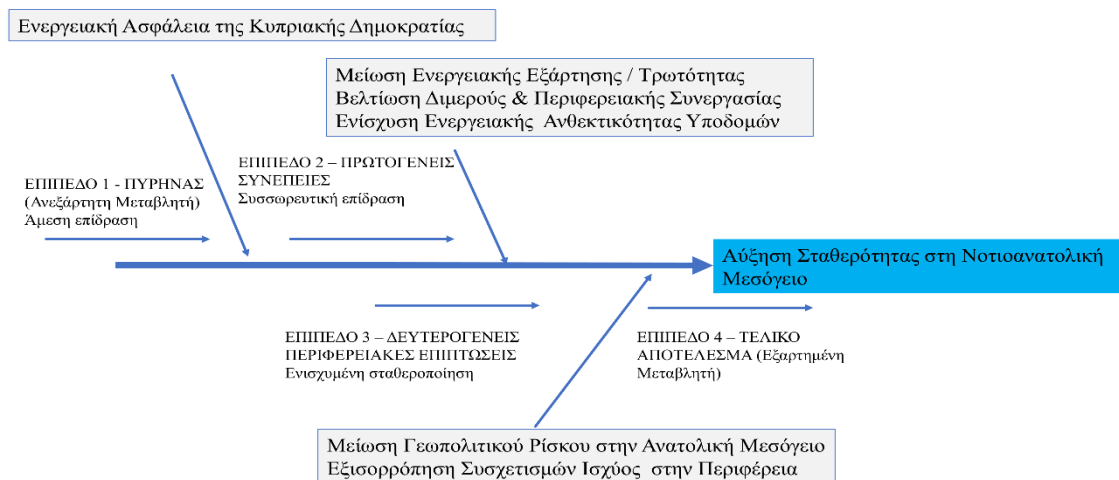 Ενεργειακή Ασφάλεια της Κυπριακής Δημοκρατίας
Μείωση Ενεργειακής Εξάρτησης / Τρωτότητας
Βελτίωση Διμερούς & Περιφερειακής Συνεργασίας
Ενίσχυση Ενεργειακής Ανθεκτικότητας Υποδομών
ΕΠΙΠΕΔΟ 1 - ΠΥΡΗΝΑΣ
(Ανεξάρτητη Μεταβλητή)
Άμεση επίδραση
ΕΠΙΠΕΔΟ 2 – ΠΡΩΤΟΓΕΝΕΙΣ
ΣΥΝΕΠΕΙΕΣ
Συσσωρευτική επίδραση
Αύξηση Σταθερότητας στη Νοτιοανατολική
Μεσόγειο
ΕΠΙΠΕΔΟ 3 – ΔΕΥΤΕΡΟΓΕΝΕΙΣ
ΠΕΡΙΦΕΡΕΙΑΚΕΣ ΕΠΙΠΤΩΣΕΙΣ
Ενισχυμένη σταθεροποίηση
ΕΠΙΠΕΔΟ 4 – ΤΕΛΙΚΟ
ΑΠΟΤΕΛΕΣΜΑ (Εξαρτημένη
Μεταβλητή)
Μείωση Γεωπολιτικού Ρίσκου στην Ανατολική Μεσόγειο
Εξισορρόπηση Συσχετισμών Ισχύος στην Περιφέρεια